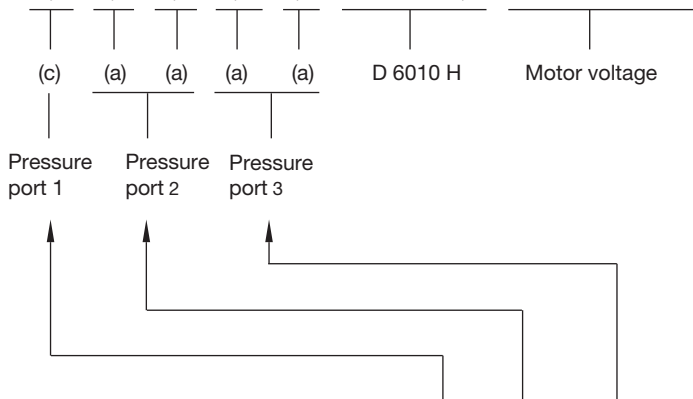 (c) (a) (a) (a) (a) D 6010 H Motor voltage
Pressure Pressure Pressure
port 1 port 2 port 3